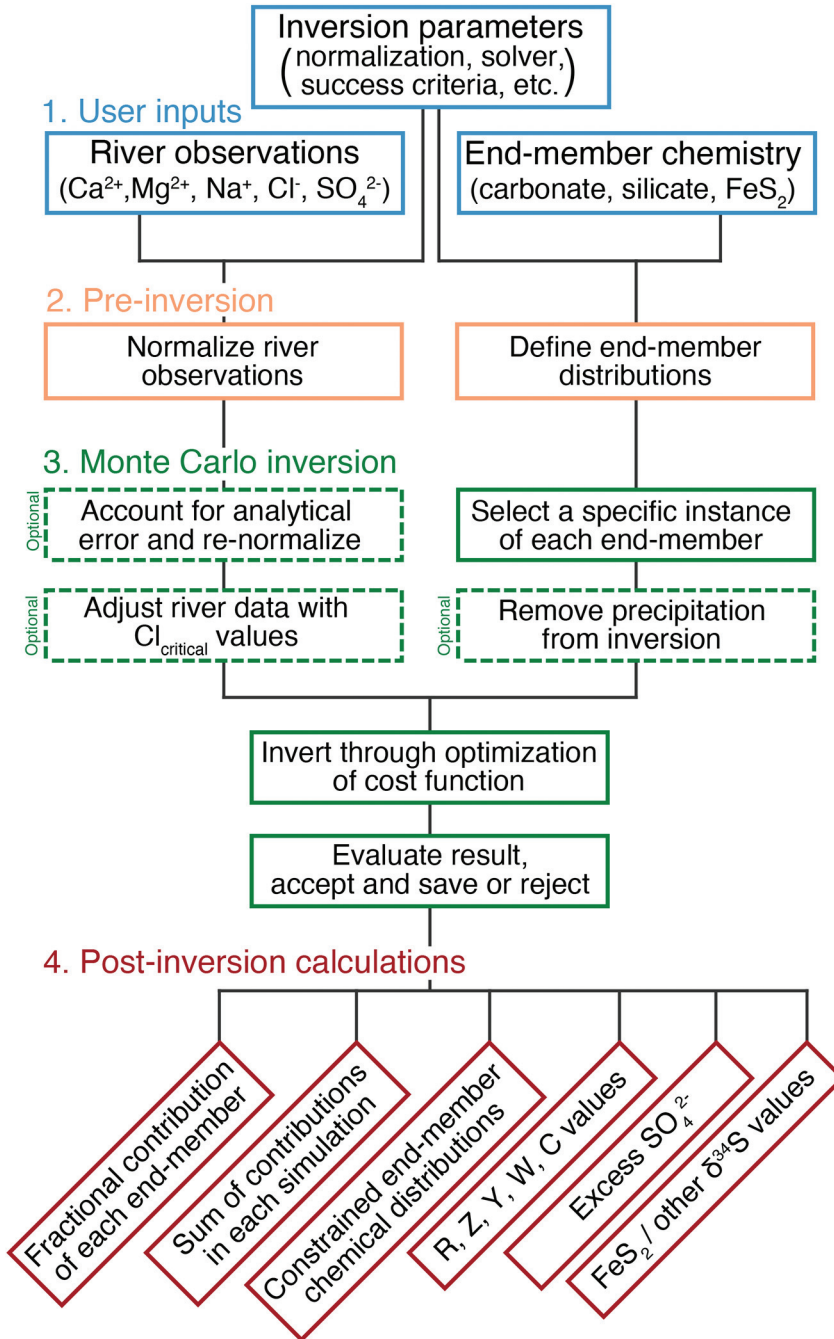 Inversion parameters
(normalization, solver,
success criteria, etc.)
1. User inputs
River observations
(Ca²⁺,Mg²⁺, Na⁺, Cl⁻, SO₄²⁻)
End-member chemistry
(carbonate, silicate, FeS₂)
2. Pre-inversion
Normalize river
observations
Define end-member
distributions
3. Monte Carlo inversion
Optional
Account for analytical
error and re-normalize
Select a specific instance
of each end-member
Optional
Adjust river data with
Cl_critical values
Optional
Remove precipitation
from inversion
Invert through optimization
of cost function
Evaluate result,
accept and save or reject
4. Post-inversion calculations
Fractional contribution
of each end-member
Sum of contributions
in each simulation
Constrained end-member
chemical distributions
R, Z, Y, W, C values
Excess SO₄²⁻
FeS₂ / other δ³⁴S values